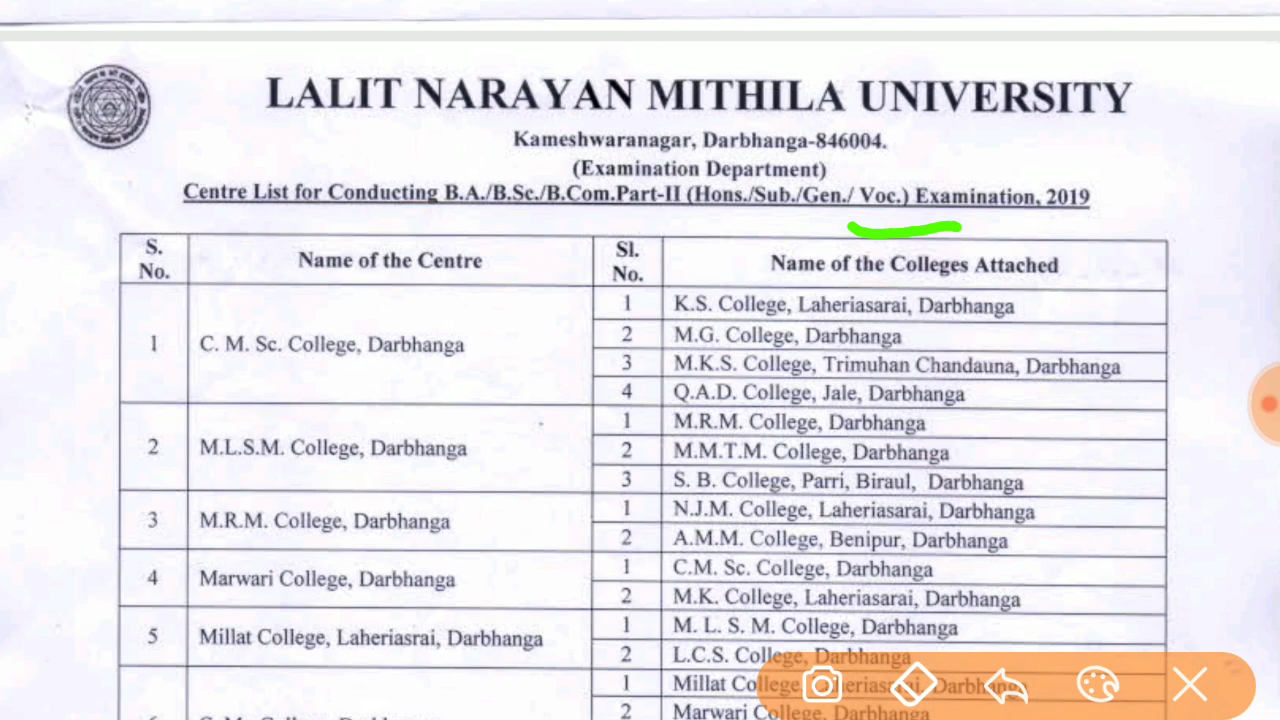 LALIT NARAYAN MITHILA UNIVERSITY
Kameshwaranagar, Darbhanga-846004.
(Examination Department)
Centre List for Conducting B.A./B.Sc./B.Com.Part-II (Hons./Sub./Gen./ Voc.) Examination, 2019
S. No. Name of the Centre Sl. No. Name of the Colleges Attached
1 C. M. Sc. College, Darbhanga 1 K.S. College, Laheriasarai, Darbhanga
2 M.G. College, Darbhanga
3 M.K.S. College, Trimuhan Chandauna, Darbhanga
4 Q.A.D. College, Jale, Darbhanga
2 M.L.S.M. College, Darbhanga 1 M.R.M. College, Darbhanga
2 M.M.T.M. College, Darbhanga
3 S. B. College, Parri, Biraul, Darbhanga
3 M.R.M. College, Darbhanga 1 N.J.M. College, Laheriasarai, Darbhanga
2 A.M.M. College, Benipur, Darbhanga
4 Marwari College, Darbhanga 1 C.M. Sc. College, Darbhanga
2 M.K. College, Laheriasarai, Darbhanga
5 Millat College, Laheriasrai, Darbhanga 1 M. L. S. M. College, Darbhanga
2 L.C.S. College, Darbhanga
1 Millat College, Laheriasarai, Darbhanga
2 Marwari College, Darbhanga